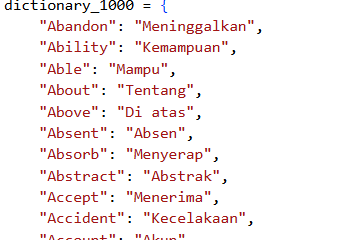 dictionary_1000 = {
"Abandon": "Meninggalkan",
"Ability": "Kemampuan",
"Able": "Mampu",
"About": "Tentang",
"Above": "Di atas",
"Absent": "Absen",
"Absorb": "Menyerap",
"Abstract": "Abstrak",
"Accept": "Menerima",
"Accident": "Kecelakaan",
"Account": "Akun"